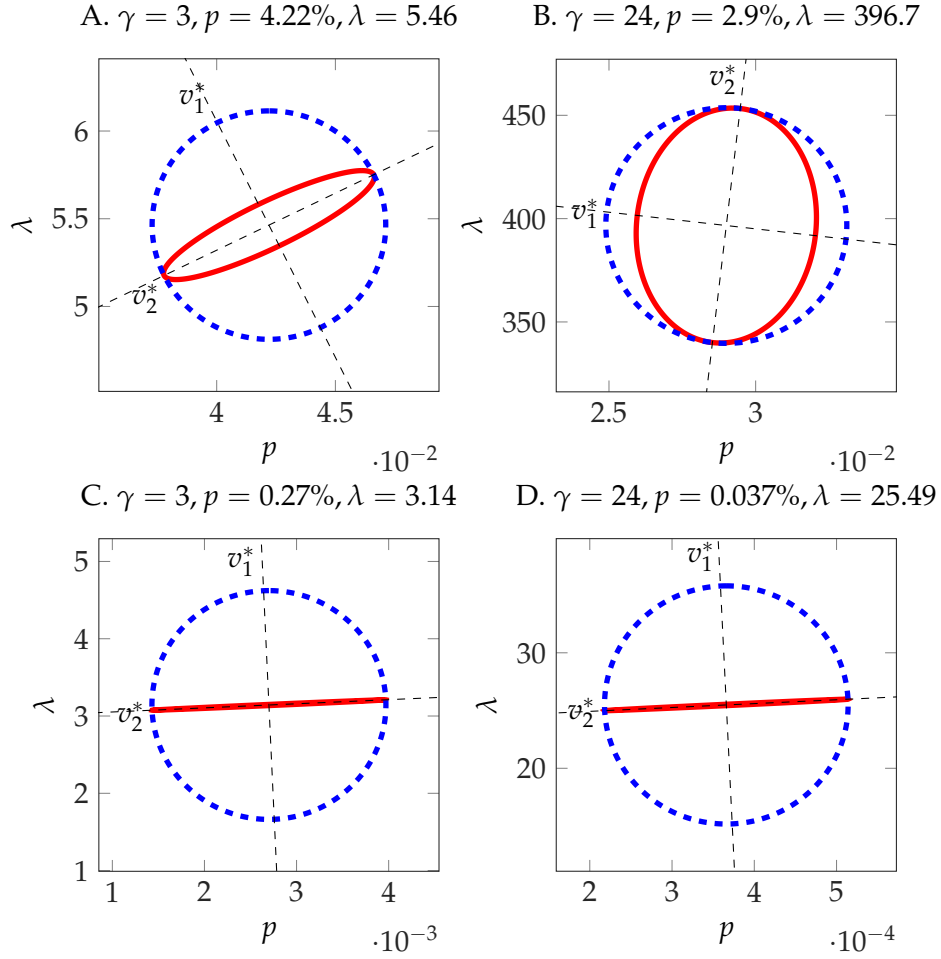 A. γ = 3, p = 4.22%, λ = 5.46
B. γ = 24, p = 2.9%, λ = 396.7
v₁*
6
λ
5.5
5
v₂*
4
4.5
p
·10⁻²
v₂*
450
λ
400
v₁*
350
2.5
3
p
·10⁻²
C. γ = 3, p = 0.27%, λ = 3.14
D. γ = 24, p = 0.037%, λ = 25.49
5
v₁*
4
λ
3
v₂*
2
1
1
2
3
4
p
·10⁻³
v₁*
30
λ
v₂*
20
2
3
4
5
p
·10⁻⁴